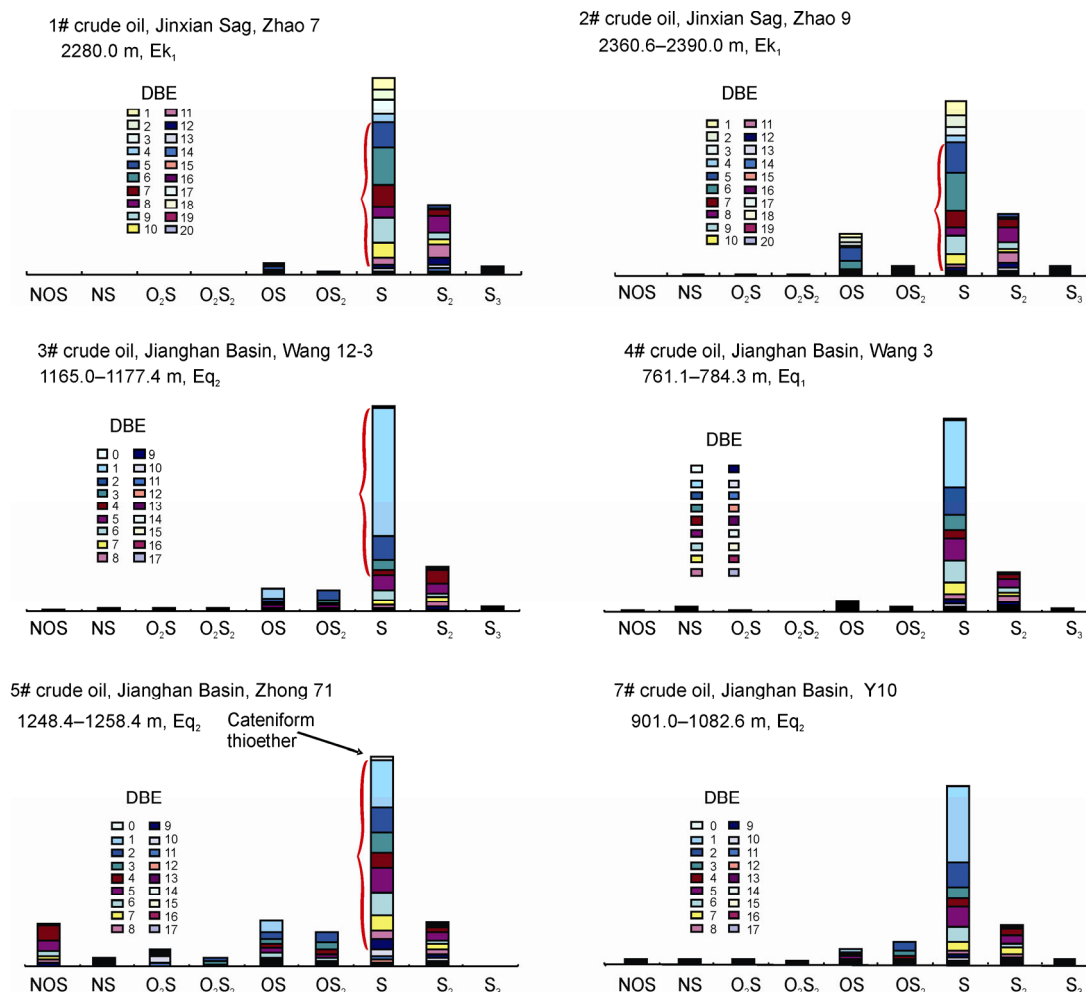 1# crude oil, Jinxian Sag, Zhao 7
2280.0 m, Ek₁
DBE
1 11
2 12
3 13
4 14
5 15
6 16
7 17
8 18
9 19
10 20
NOS NS O₂S O₂S₂ OS OS₂ S S₂ S₃
2# crude oil, Jinxian Sag, Zhao 9
2360.6–2390.0 m, Ek₁
DBE
1 11
2 12
3 13
4 14
5 15
6 16
7 17
8 18
9 19
10 20
NOS NS O₂S O₂S₂ OS OS₂ S S₂ S₃
3# crude oil, Jianghan Basin, Wang 12-3
1165.0–1177.4 m, Eq₂
DBE
0 9
1 10
2 11
3 12
4 13
5 14
6 15
7 16
8 17
NOS NS O₂S O₂S₂ OS OS₂ S S₂ S₃
4# crude oil, Jianghan Basin, Wang 3
761.1–784.3 m, Eq₁
DBE
NOS NS O₂S O₂S₂ OS OS₂ S S₂ S₃
5# crude oil, Jianghan Basin, Zhong 71
1248.4–1258.4 m, Eq₂
Cateniform
thioether
DBE
0 9
1 10
2 11
3 12
4 13
5 14
6 15
7 16
8 17
NOS NS O₂S O₂S₂ OS OS₂ S S₂ S₃
7# crude oil, Jianghan Basin, Y10
901.0–1082.6 m, Eq₂
DBE
0 9
1 10
2 11
3 12
4 13
5 14
6 15
7 16
8 17
NOS NS O₂S O₂S₂ OS OS₂ S S₂ S₃